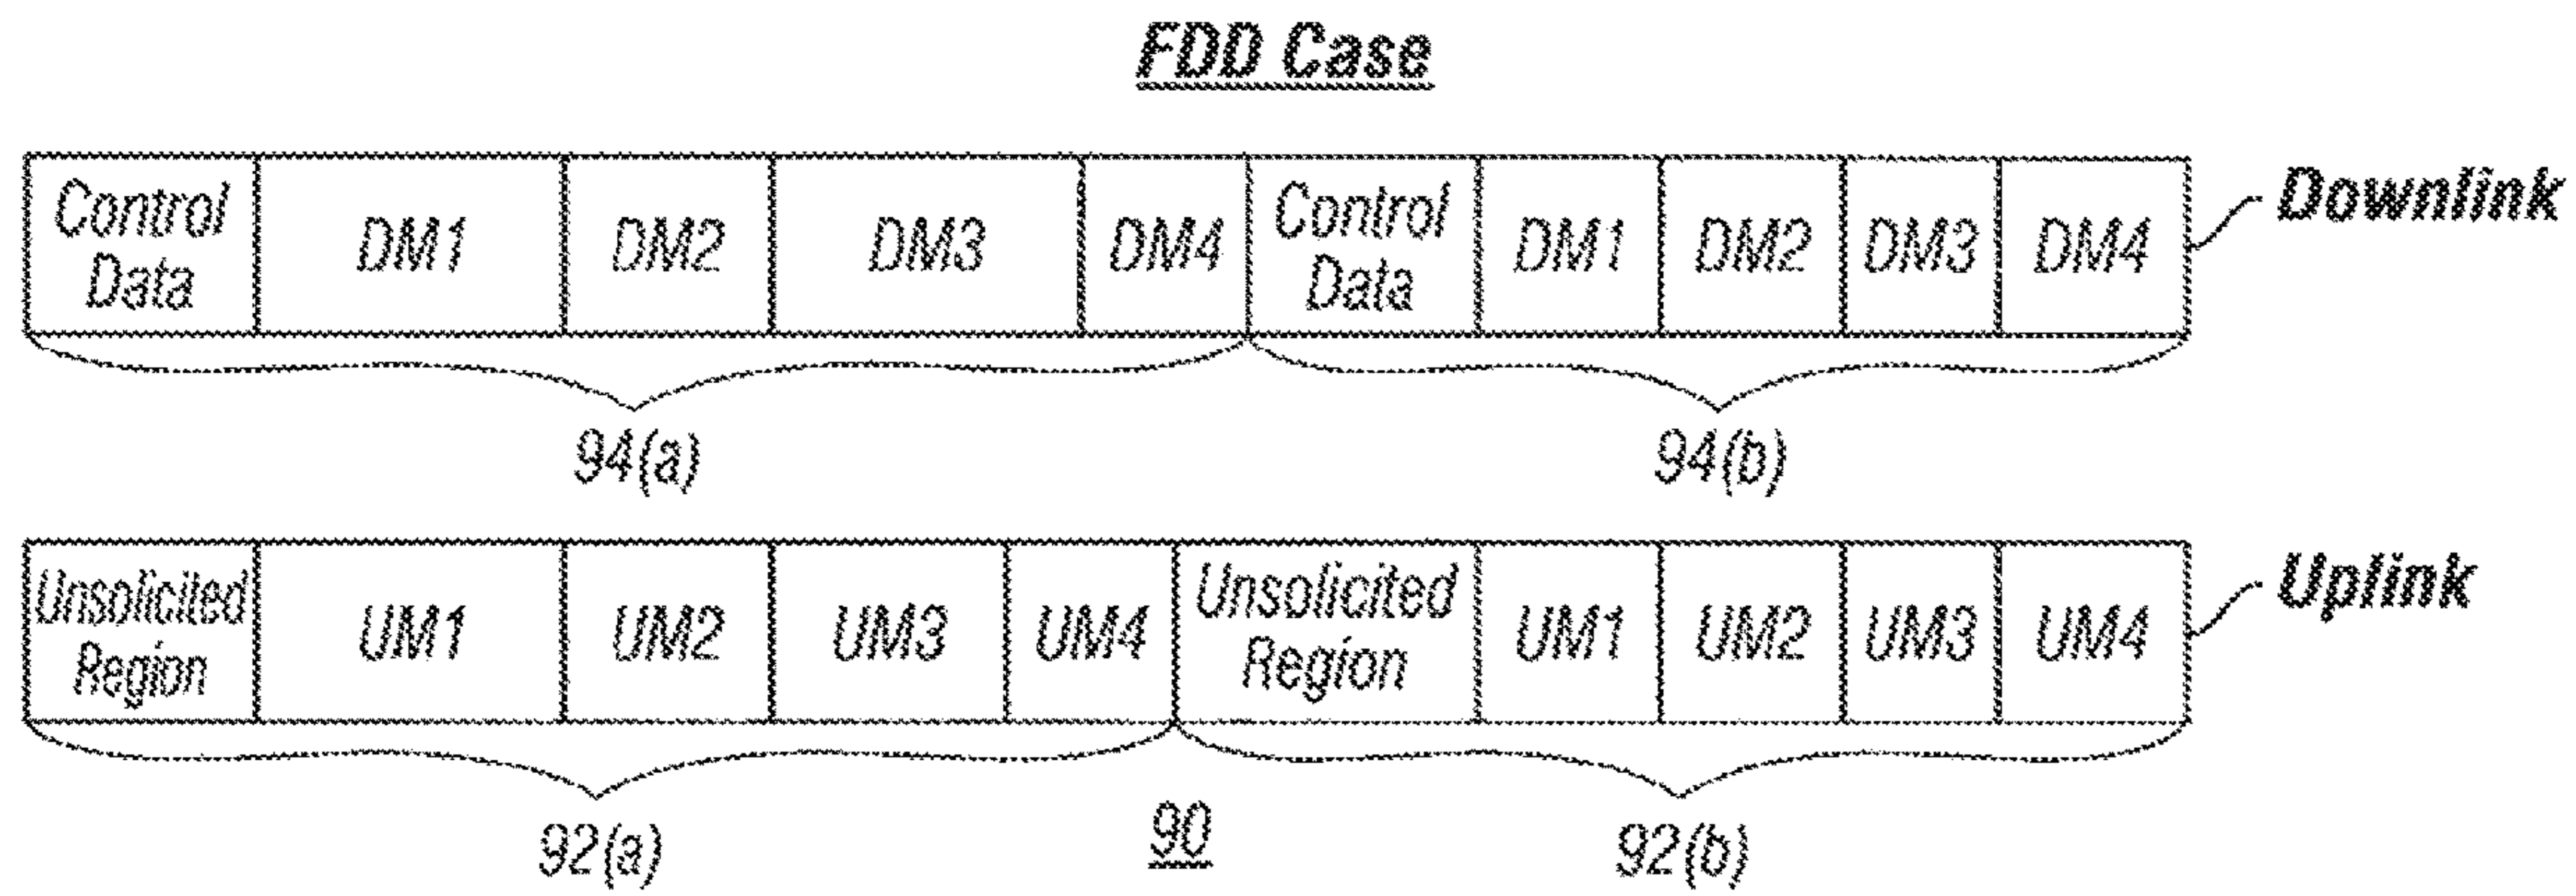 FDD Case
Control Data DM1 DM2 DM3 DM4 Control Data DM1 DM2 DM3 DM4 Downlink
94(a) 94(b)
Unsolicited Region UM1 UM2 UM3 UM4 Unsolicited Region UM1 UM2 UM3 UM4 Uplink
92(a) 90 92(b)